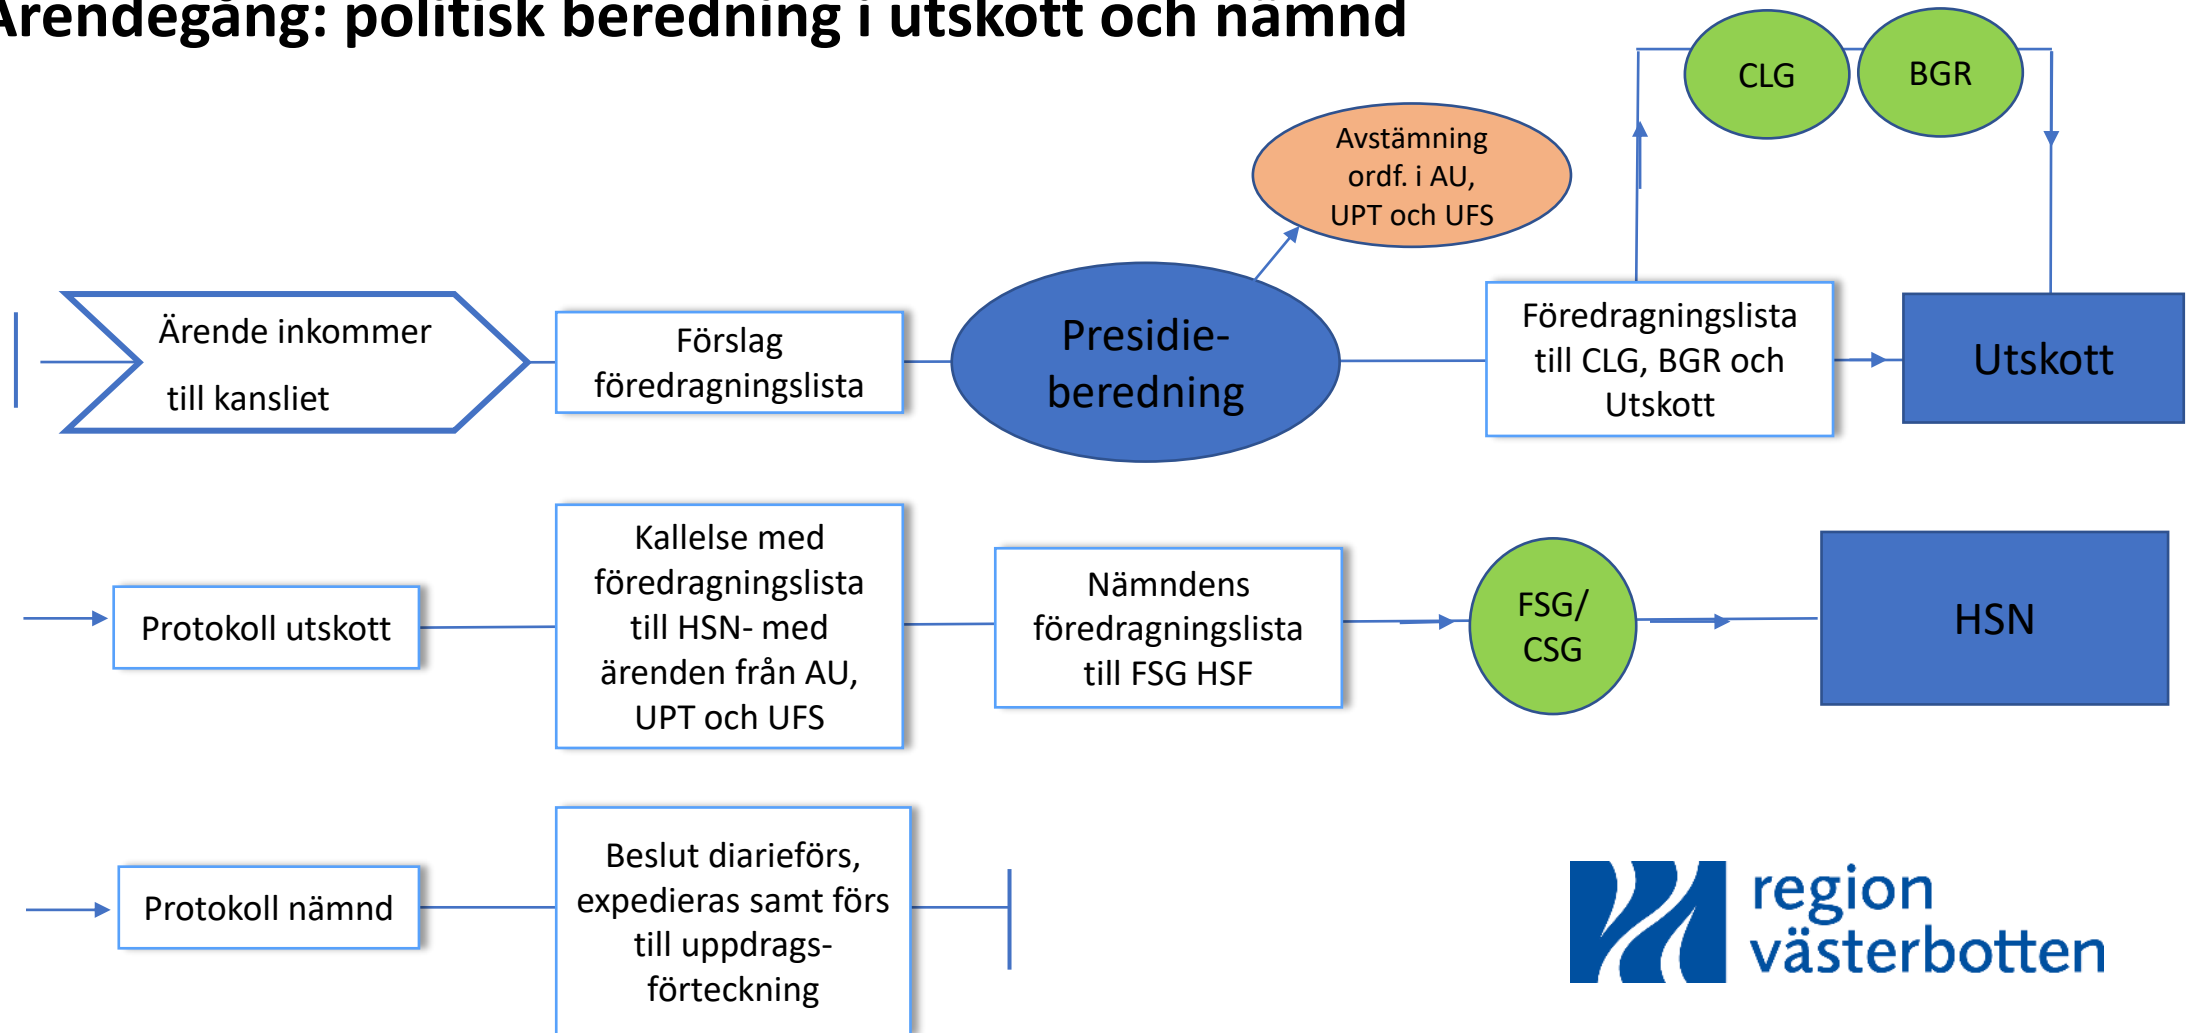 Ärendegång: politisk beredning i utskott och nämnd
CLG
BGR
Avstämning
ordf. i AU,
UPT och UFS
Ärende inkommer
till kansliet
Förslag
föredragningslista
Presidie-
beredning
Föredragningslista
till CLG, BGR och
Utskott
Utskott
Protokoll utskott
Kallelse med
föredragningslista
till HSN- med
ärenden från AU,
UPT och UFS
Nämndens
föredragningslista
till FSG HSF
FSG/
CSG
HSN
Protokoll nämnd
Beslut diarieförs,
expedieras samt förs
till uppdrags-
förteckning
region
västerbotten